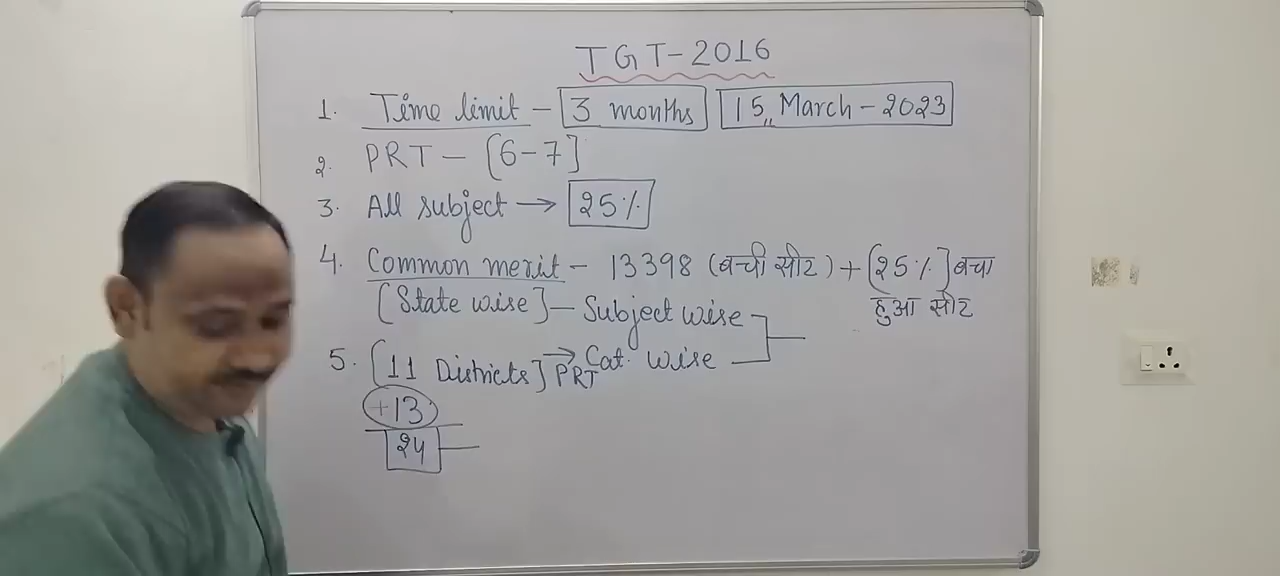 TGT-2016
1. Time limit - 3 months 15 March - 2023
2. PRT - [6-7]
3. All subject → 25%
4. Common merit - 13398 (बची सीट) + [25%] बचा
हुआ सीट
[State wise] - Subject wise
Cat. wise
5. [11 Districts] → PRT
+13
24